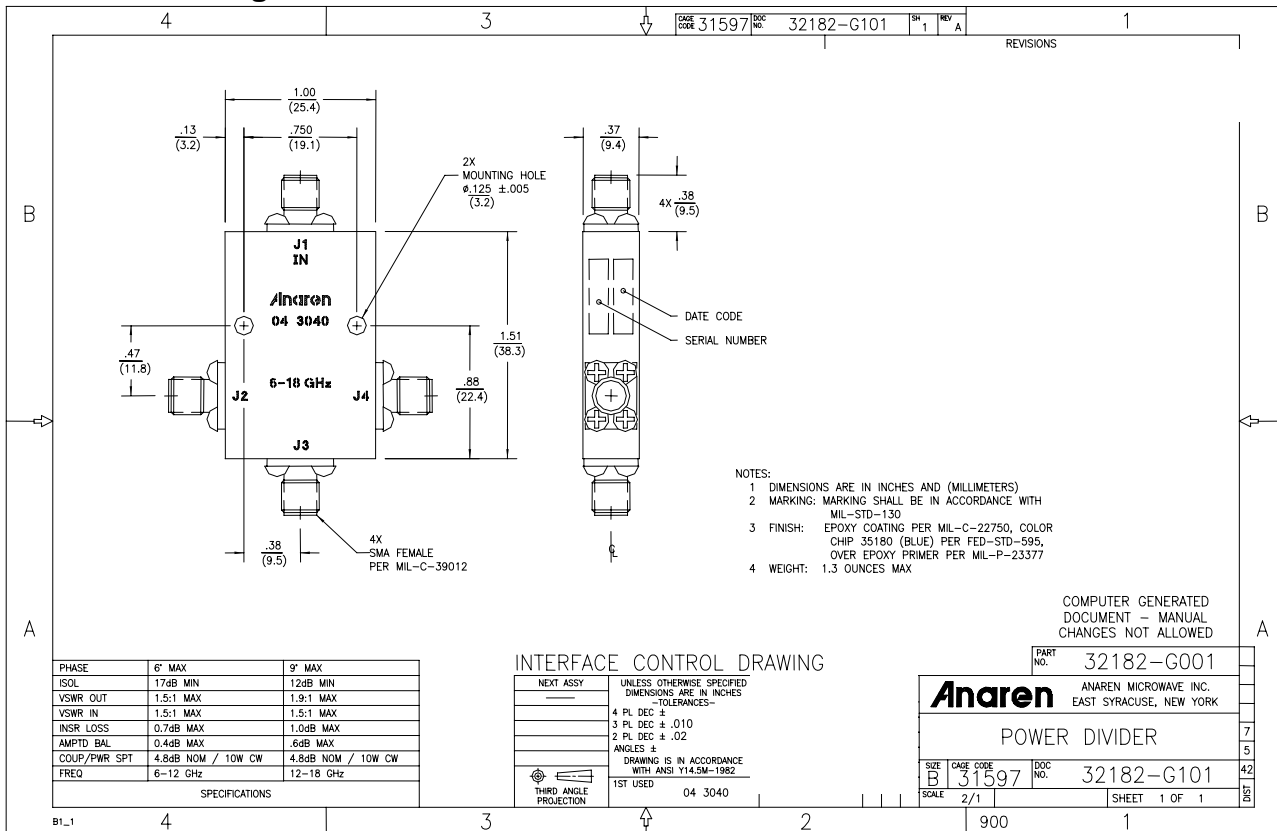 4 3 CAGE CODE 31597 DOC NO. 32182-G101 SH 1 REV A 1
REVISIONS
1.00
(25.4)
.13
(3.2)
.750
(19.1)
2X
MOUNTING HOLE
ø.125 ±.005
(3.2)
.37
(9.4)
4X .38
(9.5)
B
B
J1
IN
Anaren
04 3040
6-18 GHz
J2
J4
J3
.47
(11.8)
1.51
(38.3)
.88
(22.4)
DATE CODE
SERIAL NUMBER
.38
(9.5)
4X
SMA FEMALE
PER MIL-C-39012
NOTES:
1 DIMENSIONS ARE IN INCHES AND (MILLIMETERS)
2 MARKING: MARKING SHALL BE IN ACCORDANCE WITH
MIL-STD-130
3 FINISH: EPOXY COATING PER MIL-C-22750, COLOR
CHIP 35180 (BLUE) PER FED-STD-595,
OVER EPOXY PRIMER PER MIL-P-23377
4 WEIGHT: 1.3 OUNCES MAX
COMPUTER GENERATED
DOCUMENT - MANUAL
CHANGES NOT ALLOWED
A
A
PHASE 6° MAX 9° MAX
ISOL 17dB MIN 12dB MIN
VSWR OUT 1.5:1 MAX 1.9:1 MAX
VSWR IN 1.5:1 MAX 1.5:1 MAX
INSR LOSS 0.7dB MAX 1.0dB MAX
AMPTD BAL 0.4dB MAX .6dB MAX
COUP/PWR SPT 4.8dB NOM / 10W CW 4.8dB NOM / 10W CW
FREQ 6-12 GHz 12-18 GHz
SPECIFICATIONS
INTERFACE CONTROL DRAWING
NEXT ASSY
UNLESS OTHERWISE SPECIFIED
DIMENSIONS ARE IN INCHES
-TOLERANCES-
4 PL DEC ±
3 PL DEC ± .010
2 PL DEC ± .02
ANGLES ±
DRAWING IS IN ACCORDANCE
WITH ANSI Y14.5M-1982
THIRD ANGLE
PROJECTION
1ST USED
04 3040
PART NO. 32182-G001
Anaren
ANAREN MICROWAVE INC.
EAST SYRACUSE, NEW YORK
POWER DIVIDER
SIZE B CAGE CODE 31597 DOC NO. 32182-G101
SCALE 2/1 SHEET 1 OF 1
7
5
42
DIST
B1_1 4 3 2 900 1